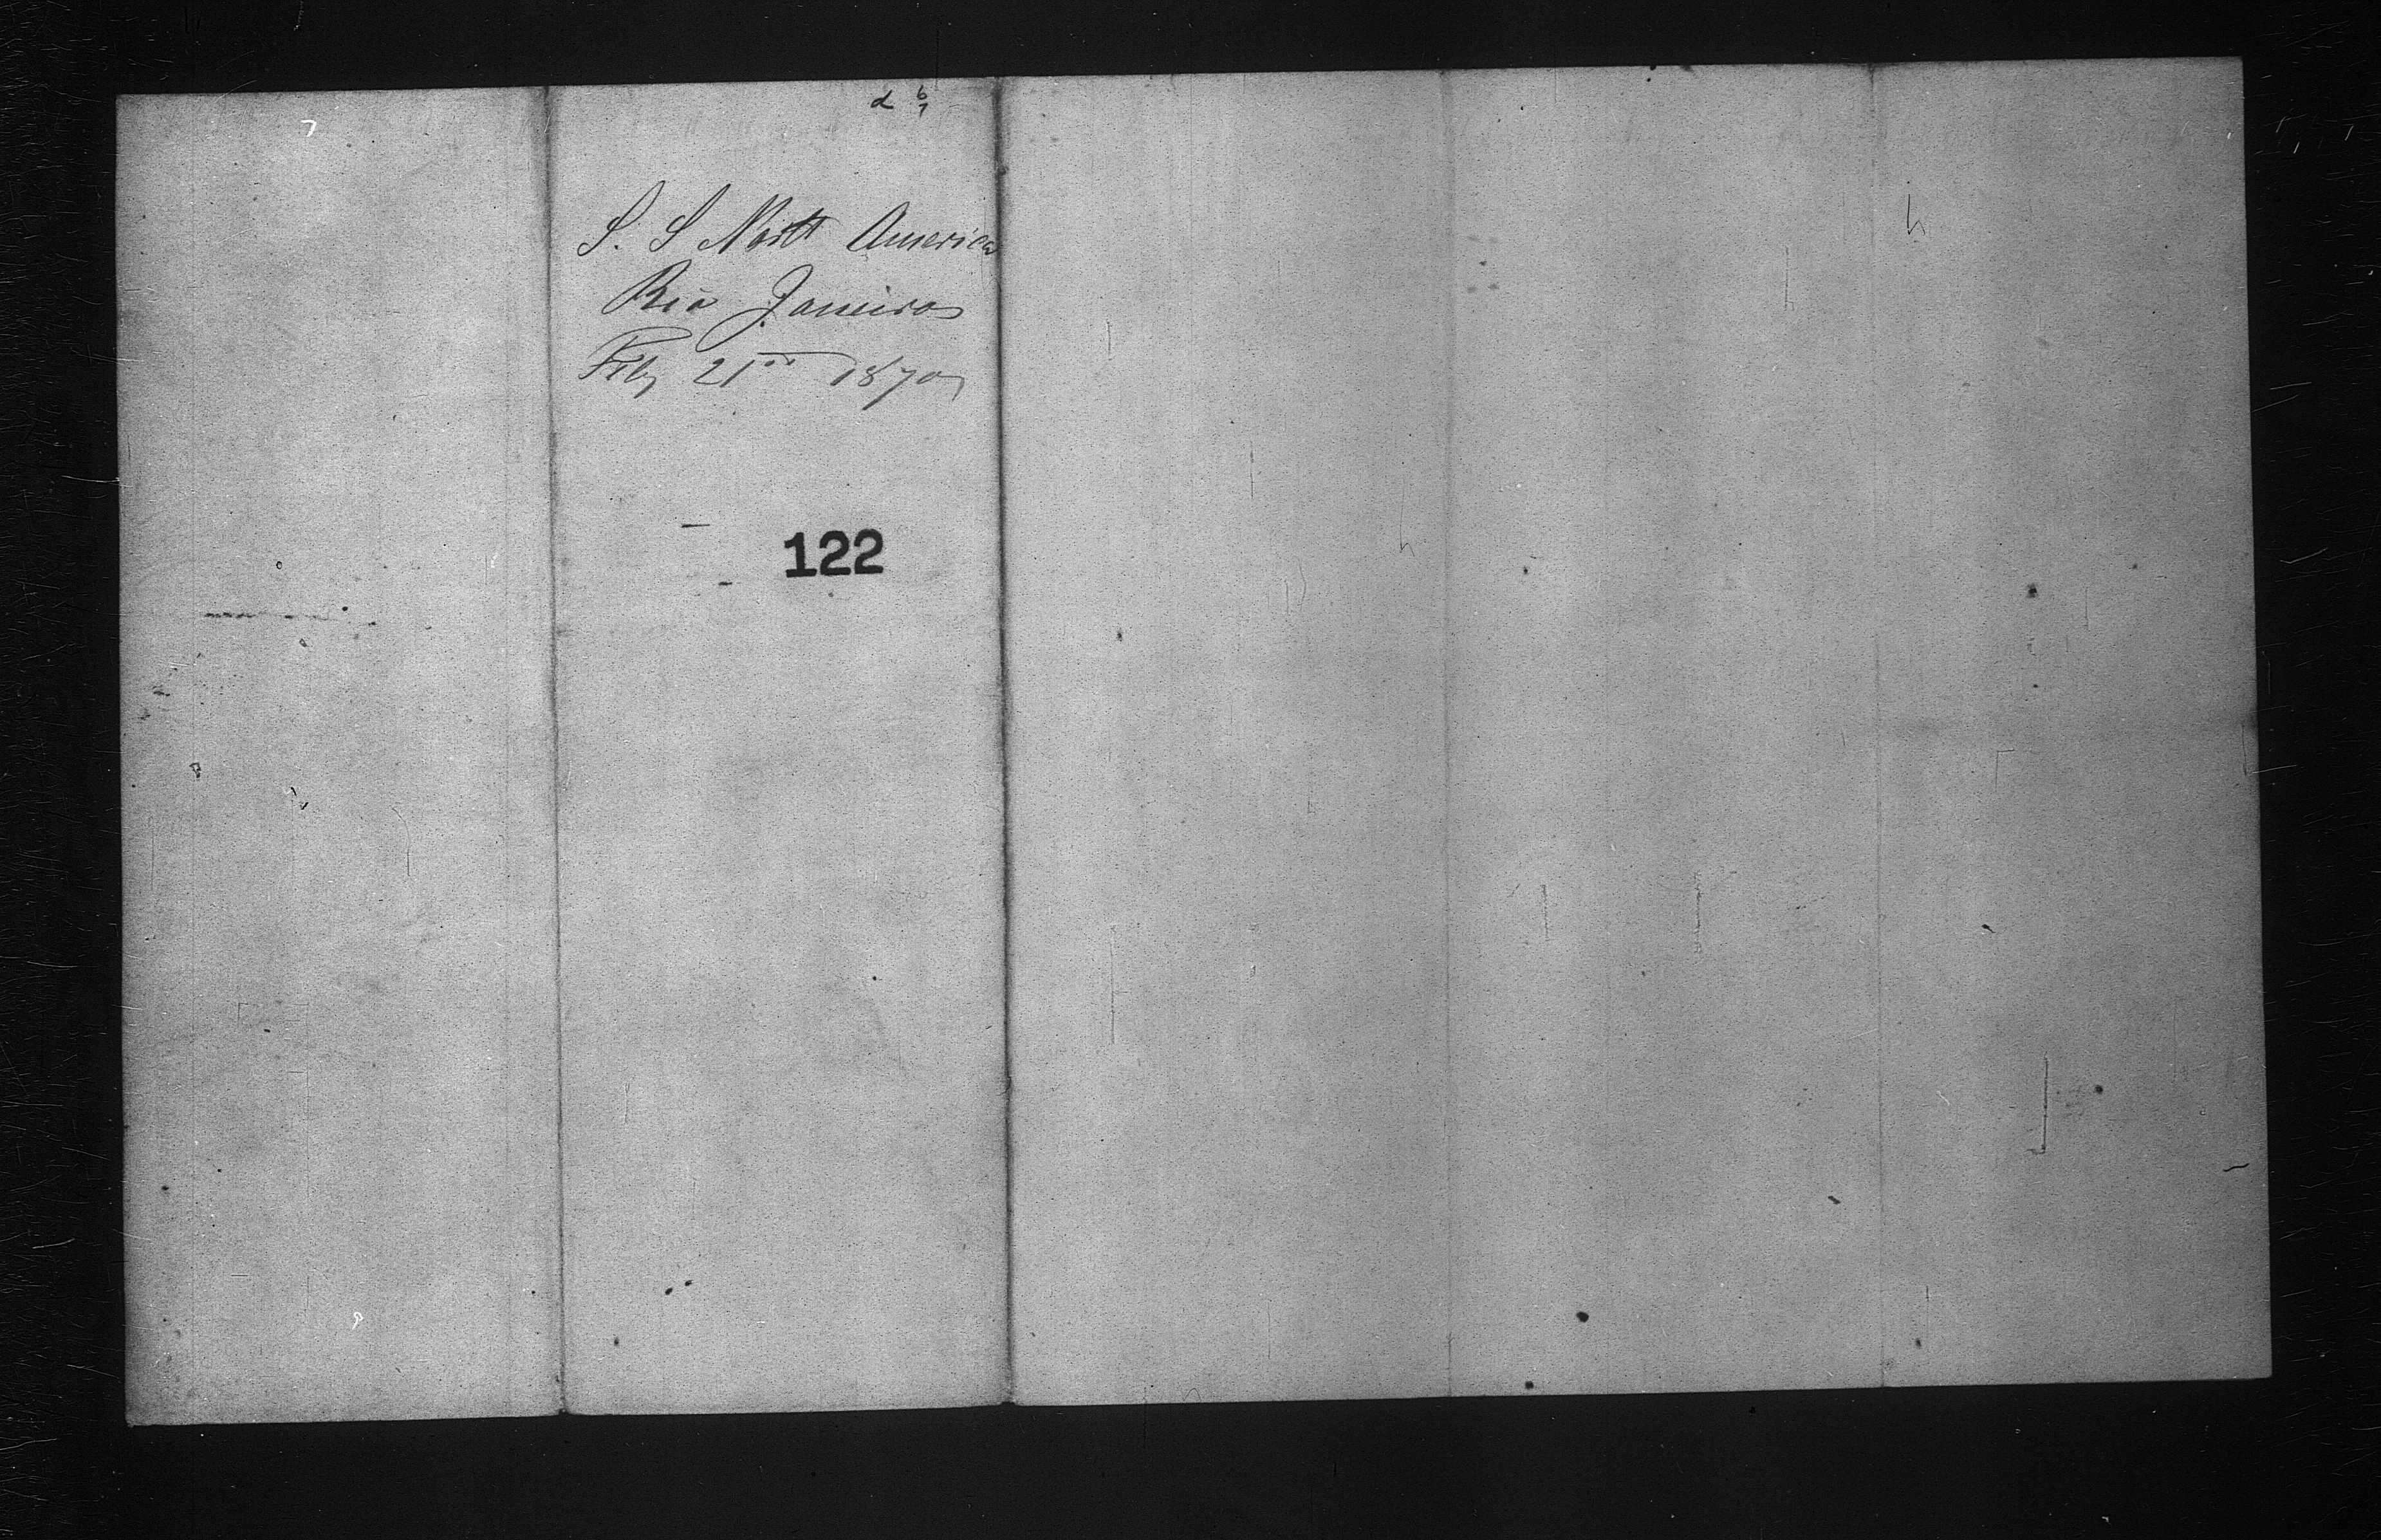 S. S North America
Rio Janeiro
Feby 21st 1870
122